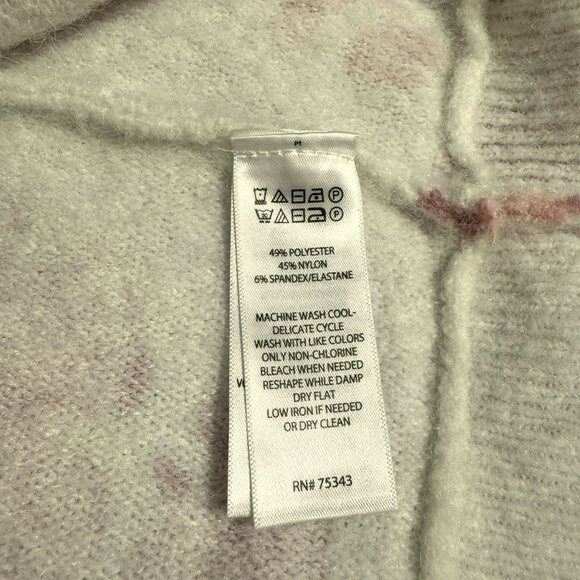 M
P
P
49% POLYESTER
45% NYLON
6% SPANDEX/ELASTANE
MACHINE WASH COOL-
DELICATE CYCLE
WASH WITH LIKE COLORS
ONLY NON-CHLORINE
BLEACH WHEN NEEDED
RESHAPE WHILE DAMP
DRY FLAT
LOW IRON IF NEEDED
OR DRY CLEAN
RN# 75343